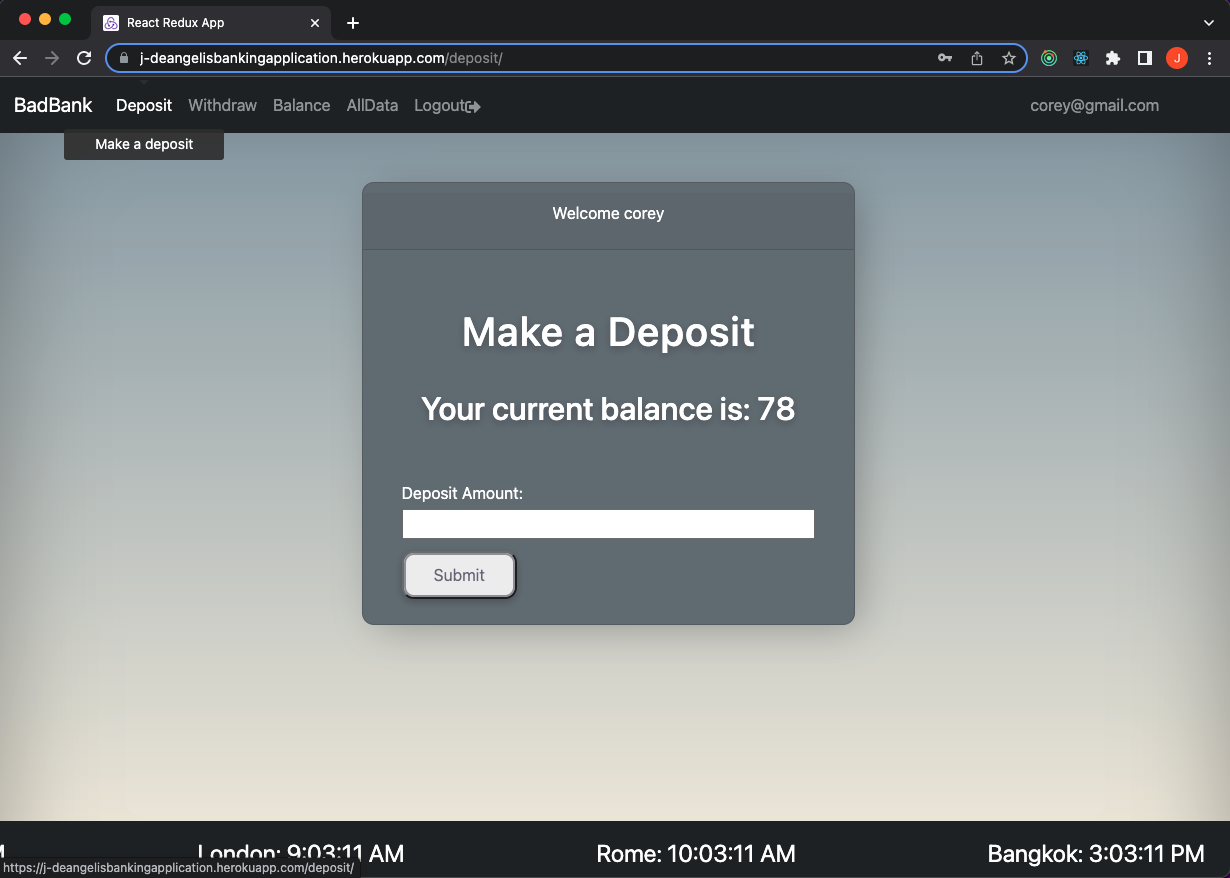 React Redux App
j-deangelisbankingapplication.herokuapp.com/deposit/
J
BadBank Deposit Withdraw Balance AllData Logout corey@gmail.com
Make a deposit
Welcome corey
Make a Deposit
Your current balance is: 78
Deposit Amount:
Submit
London: 9:03:11 AM Rome: 10:03:11 AM Bangkok: 3:03:11 PM
https://j-deangelisbankingapplication.herokuapp.com/deposit/